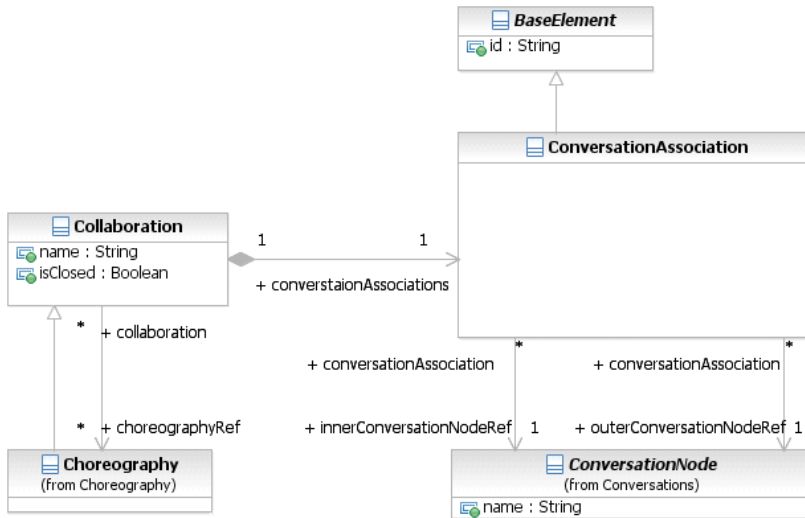 BaseElement
id : String
ConversationAssociation
Collaboration
name : String
isClosed : Boolean
1 1
+ converstaionAssociations
* + collaboration
* + choreographyRef
* *
+ conversationAssociation + conversationAssociation
+ innerConversationNodeRef 1 + outerConversationNodeRef 1
Choreography
(from Choreography)
ConversationNode
(from Conversations)
name : String